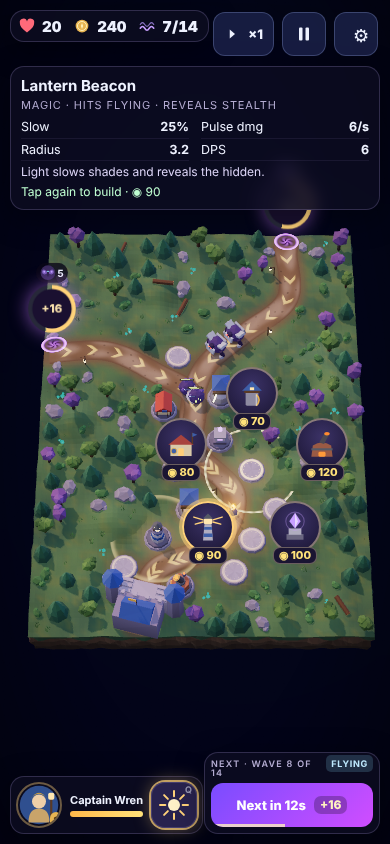 20 240 7/14 ×1
Lantern Beacon
MAGIC · HITS FLYING · REVEALS STEALTH
Slow 25% Pulse dmg 6/s
Radius 3.2 DPS 6
Light slows shades and reveals the hidden.
Tap again to build · 90
5
+16
70
80
120
90
100
NEXT · WAVE 8 OF
14
FLYING
Captain Wren
Q
Next in 12s +16